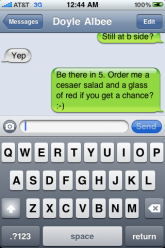 AT&T 3G 12:44 AM 100%
Messages Doyle Albee Edit
Still at b side?
Yep
Be there in 5. Order me a
cesaer salad and a glass
of red if you get a chance?
:-)
Send
Q W E R T Y U I O P
A S D F G H J K L
Z X C V B N M
.?123 space return